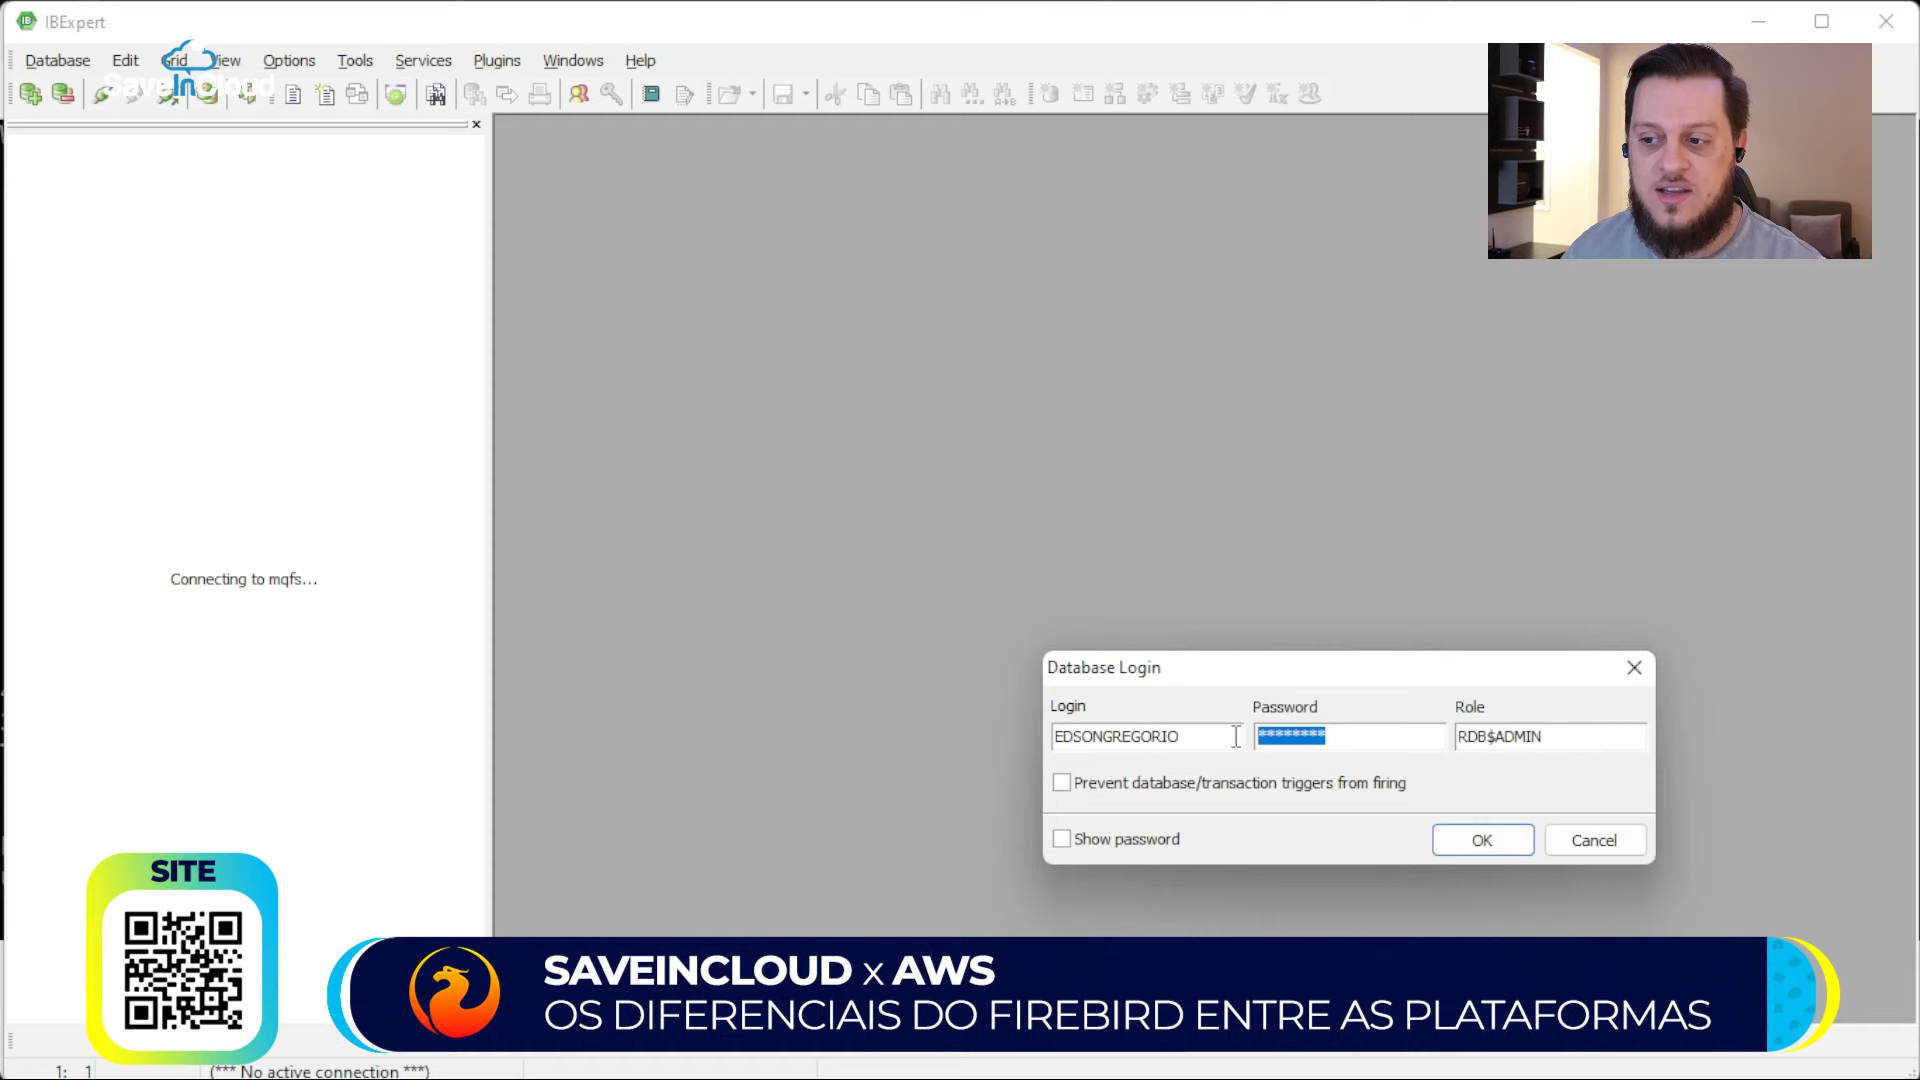 IBExpert
Database Edit Grid View Options Tools Services Plugins Windows Help
SaveinCloud
Connecting to mqfs...
Database Login
Login Password Role
EDSONGREGORIO ******** RDB$ADMIN
Prevent database/transaction triggers from firing
Show password OK Cancel
SITE
SAVEINCLOUD x AWS
OS DIFERENCIAIS DO FIREBIRD ENTRE AS PLATAFORMAS
1: 1 (*** No active connection ***)